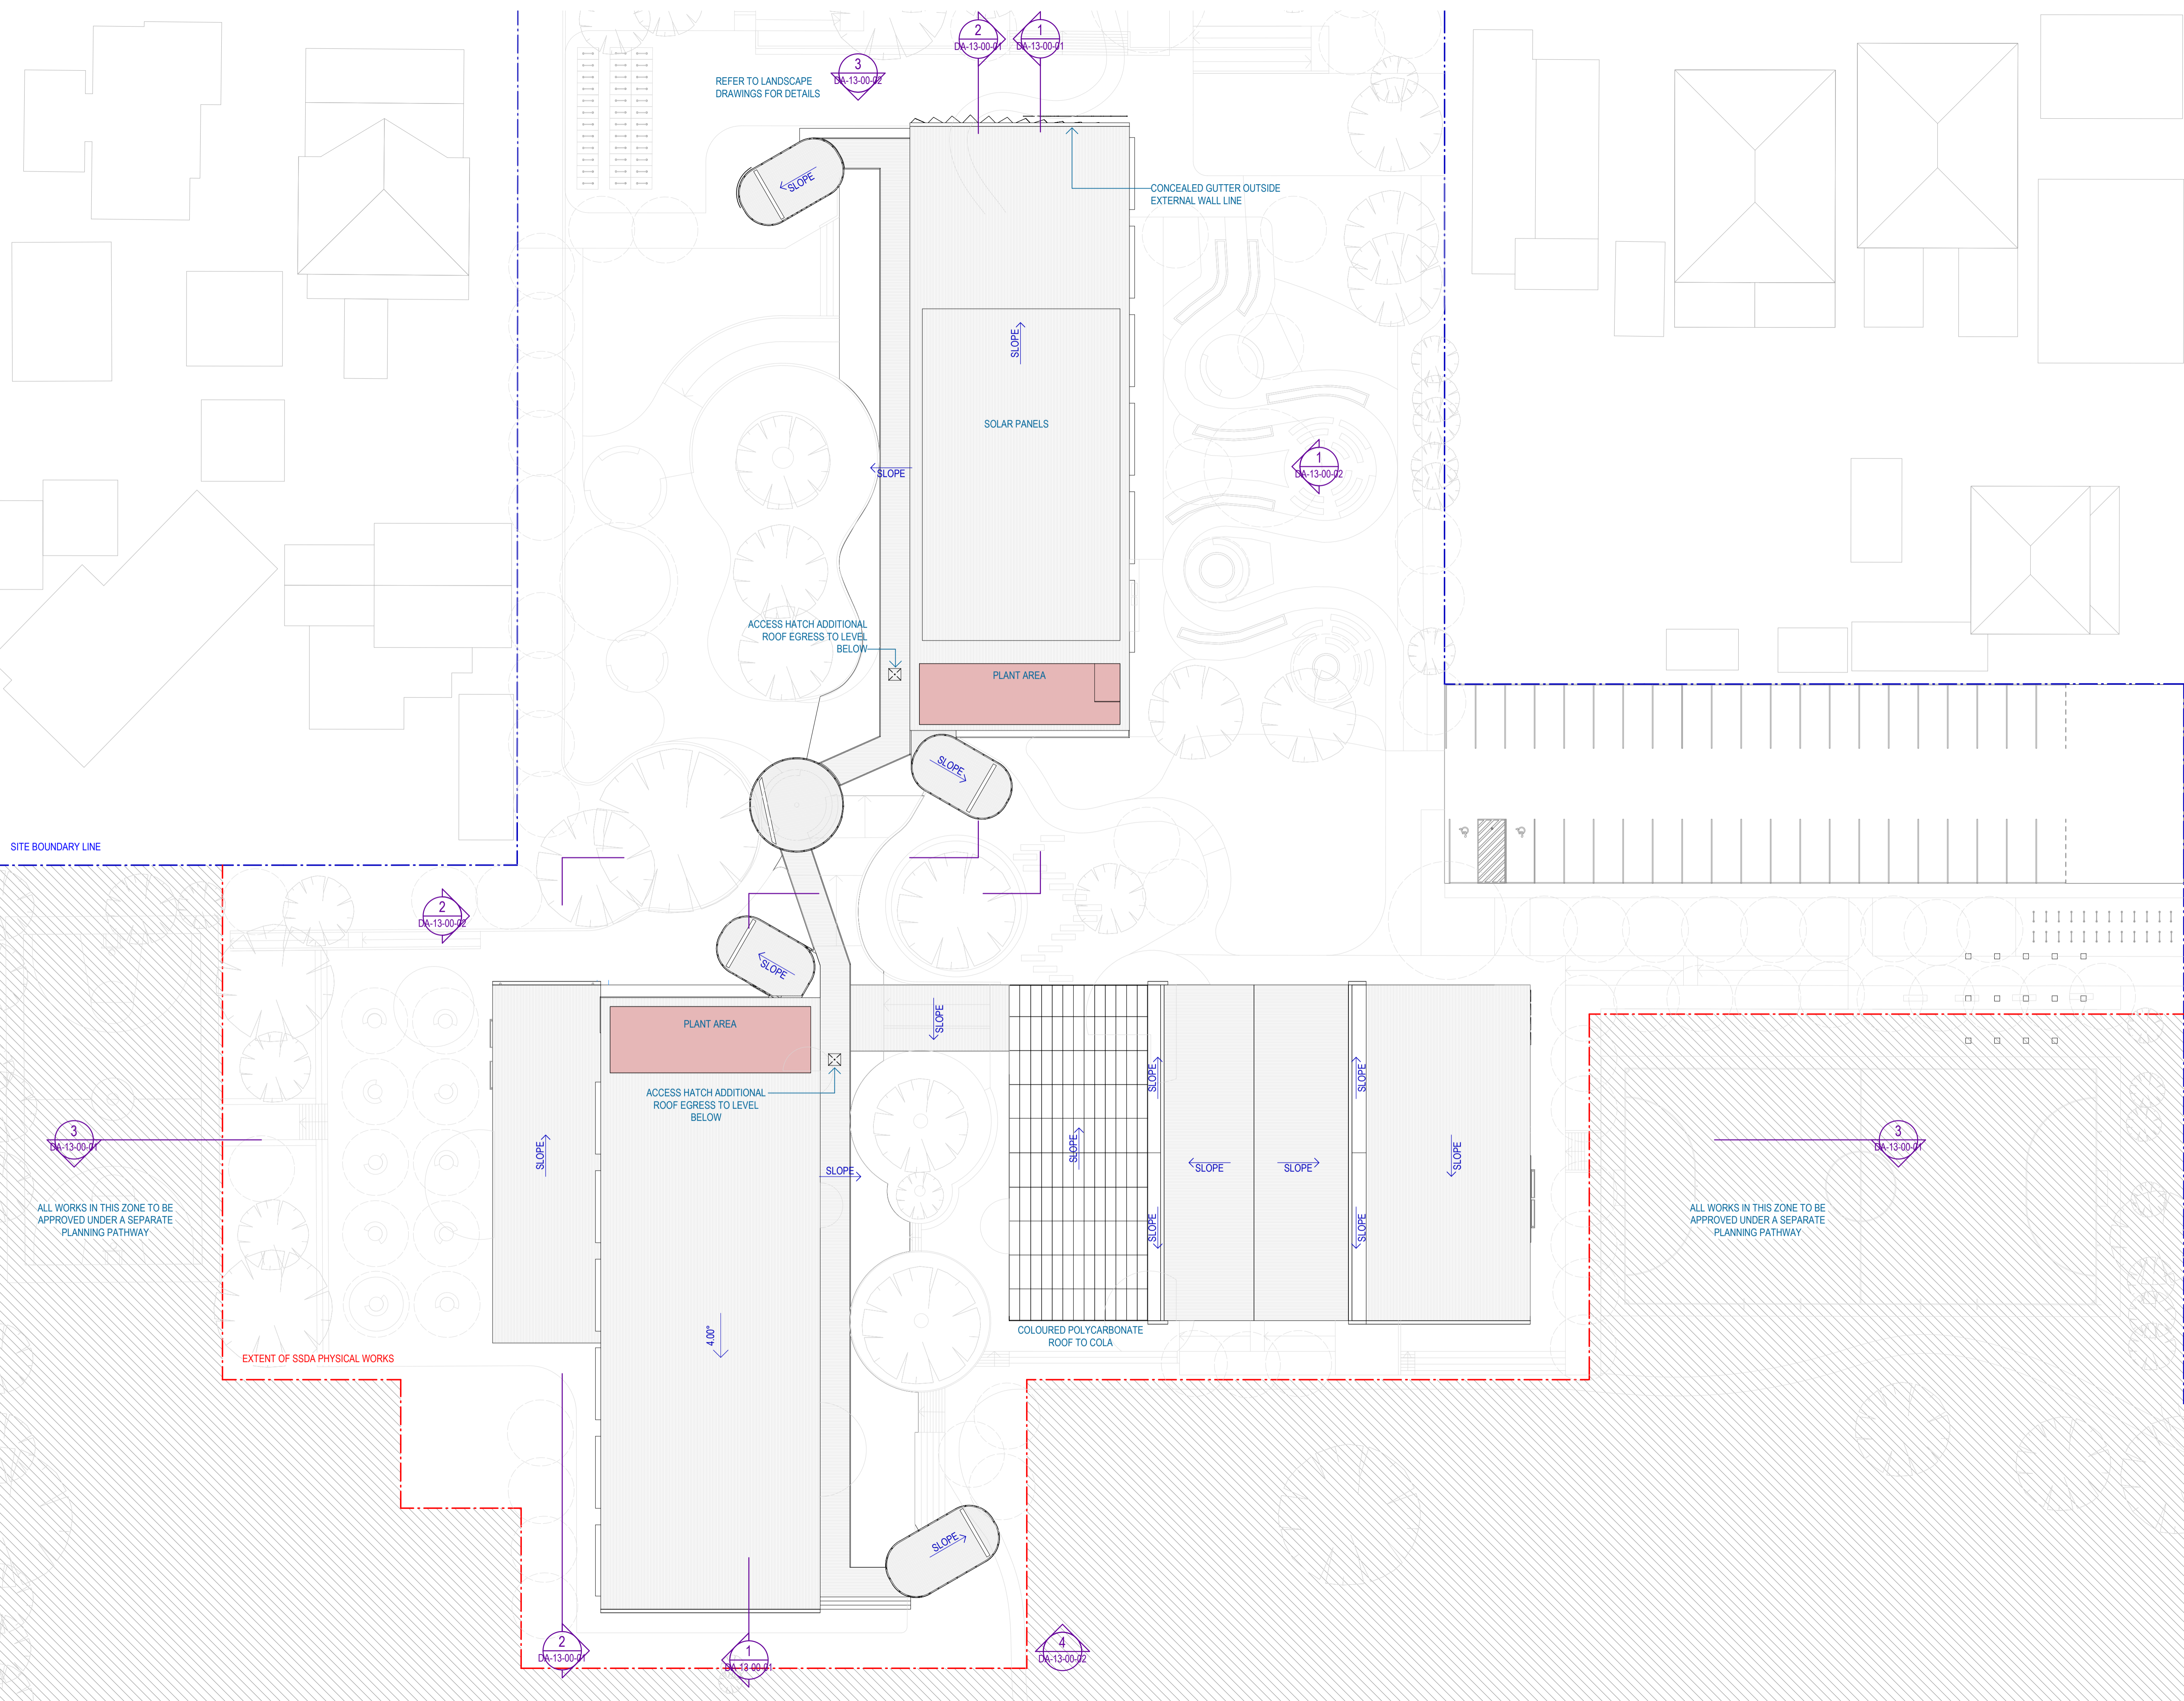 2
DA-13-00-01
1
DA-13-00-01
3
DA-13-00-02
REFER TO LANDSCAPE
DRAWINGS FOR DETAILS
SLOPE
CONCEALED GUTTER OUTSIDE
EXTERNAL WALL LINE
SLOPE
SOLAR PANELS
SLOPE
1
DA-13-00-02
ACCESS HATCH ADDITIONAL
ROOF EGRESS TO LEVEL
BELOW
PLANT AREA
SLOPE
SITE BOUNDARY LINE
2
DA-13-00-02
SLOPE
PLANT AREA
SLOPE
ACCESS HATCH ADDITIONAL
ROOF EGRESS TO LEVEL
BELOW
SLOPE
SLOPE
3
DA-13-00-01
SLOPE
SLOPE
SLOPE
SLOPE
SLOPE
SLOPE
3
DA-13-00-01
ALL WORKS IN THIS ZONE TO BE
APPROVED UNDER A SEPARATE
PLANNING PATHWAY
SLOPE
SLOPE
ALL WORKS IN THIS ZONE TO BE
APPROVED UNDER A SEPARATE
PLANNING PATHWAY
4.00°
COLOURED POLYCARBONATE
ROOF TO COLA
EXTENT OF SSDA PHYSICAL WORKS
SLOPE
2
DA-13-00-01
1
DA-13-00-01
4
DA-13-00-02